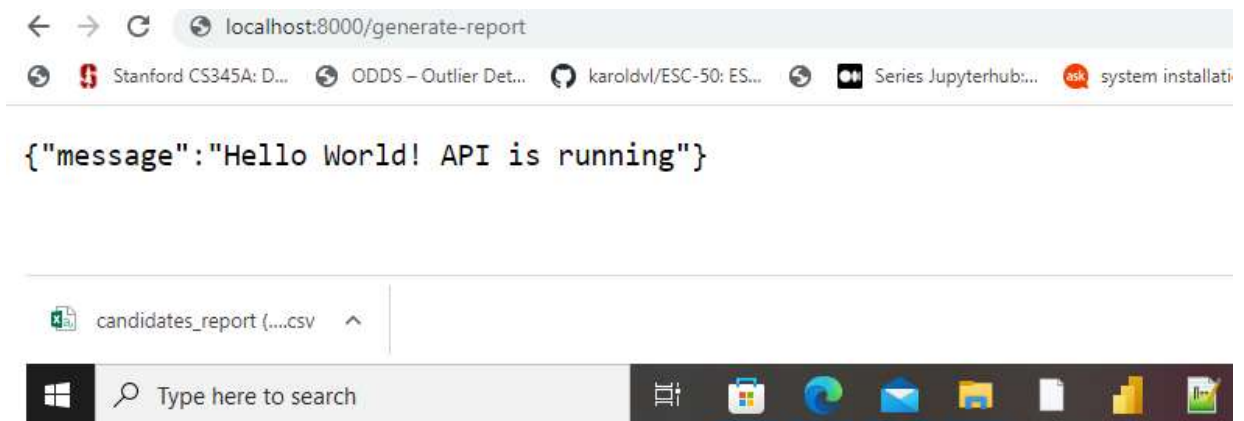 localhost:8000/generate-report
Stanford CS345A: D... ODDS – Outlier Det... karoldvl/ESC-50: ES... Series Jupyterhub:... ask system installati
{"message":"Hello World! API is running"}
candidates_report (....csv
Type here to search